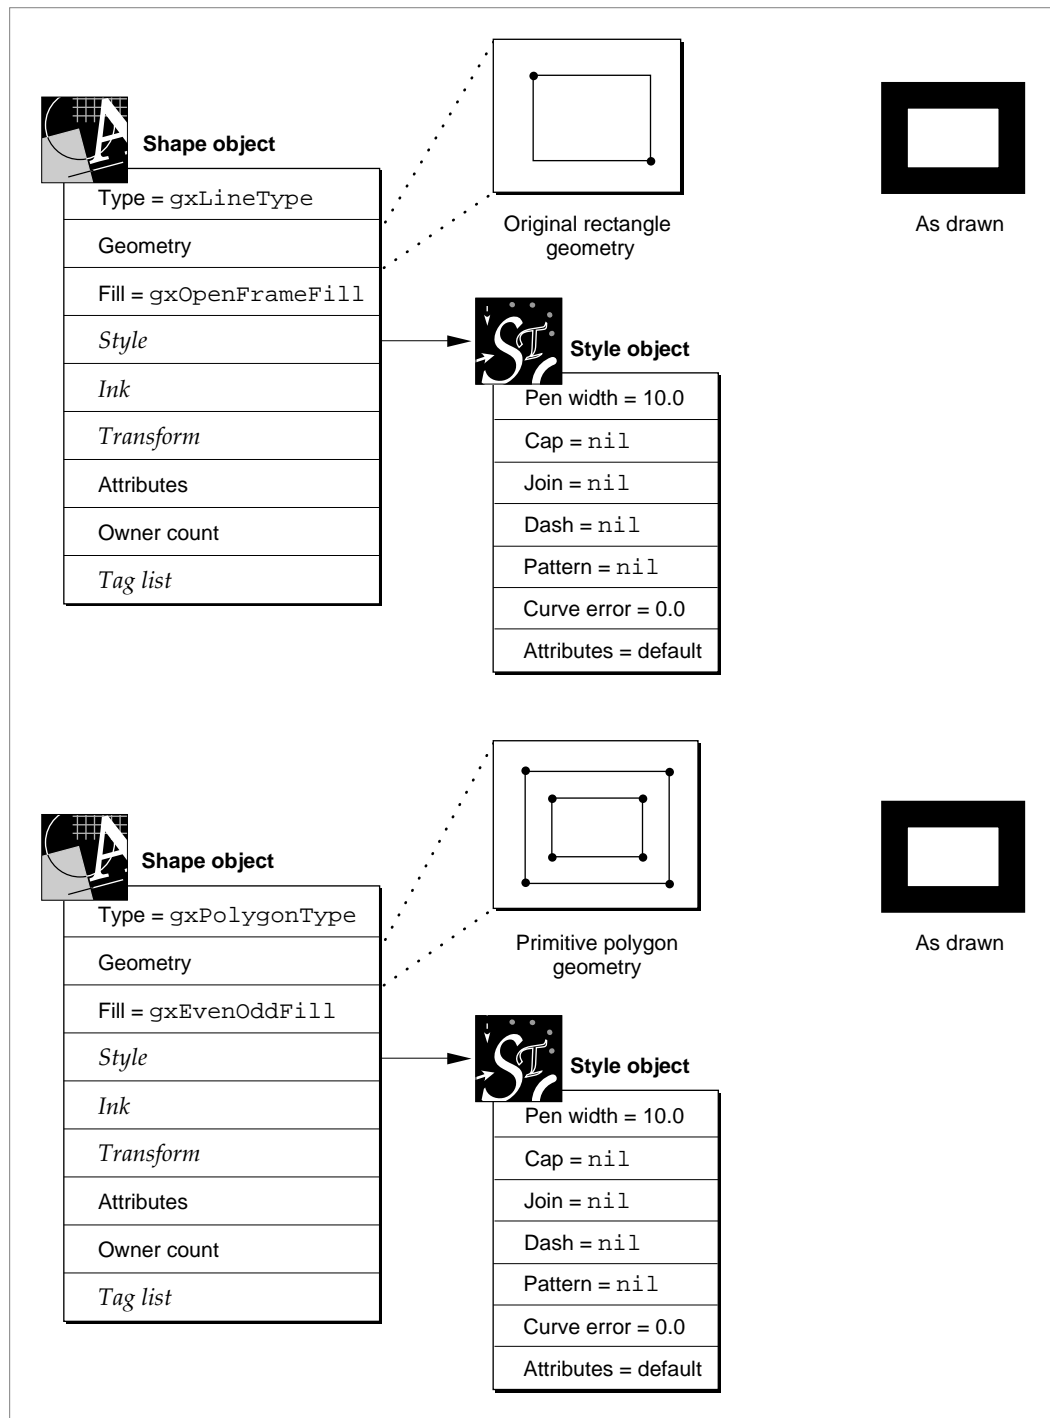 Shape object
Type = gxLineType
Geometry
Fill = gxOpenFrameFill
Style
Ink
Transform
Attributes
Owner count
Tag list
Original rectangle
geometry
As drawn
Style object
Pen width = 10.0
Cap = nil
Join = nil
Dash = nil
Pattern = nil
Curve error = 0.0
Attributes = default
Shape object
Type = gxPolygonType
Geometry
Fill = gxEvenOddFill
Style
Ink
Transform
Attributes
Owner count
Tag list
Primitive polygon
geometry
As drawn
Style object
Pen width = 10.0
Cap = nil
Join = nil
Dash = nil
Pattern = nil
Curve error = 0.0
Attributes = default